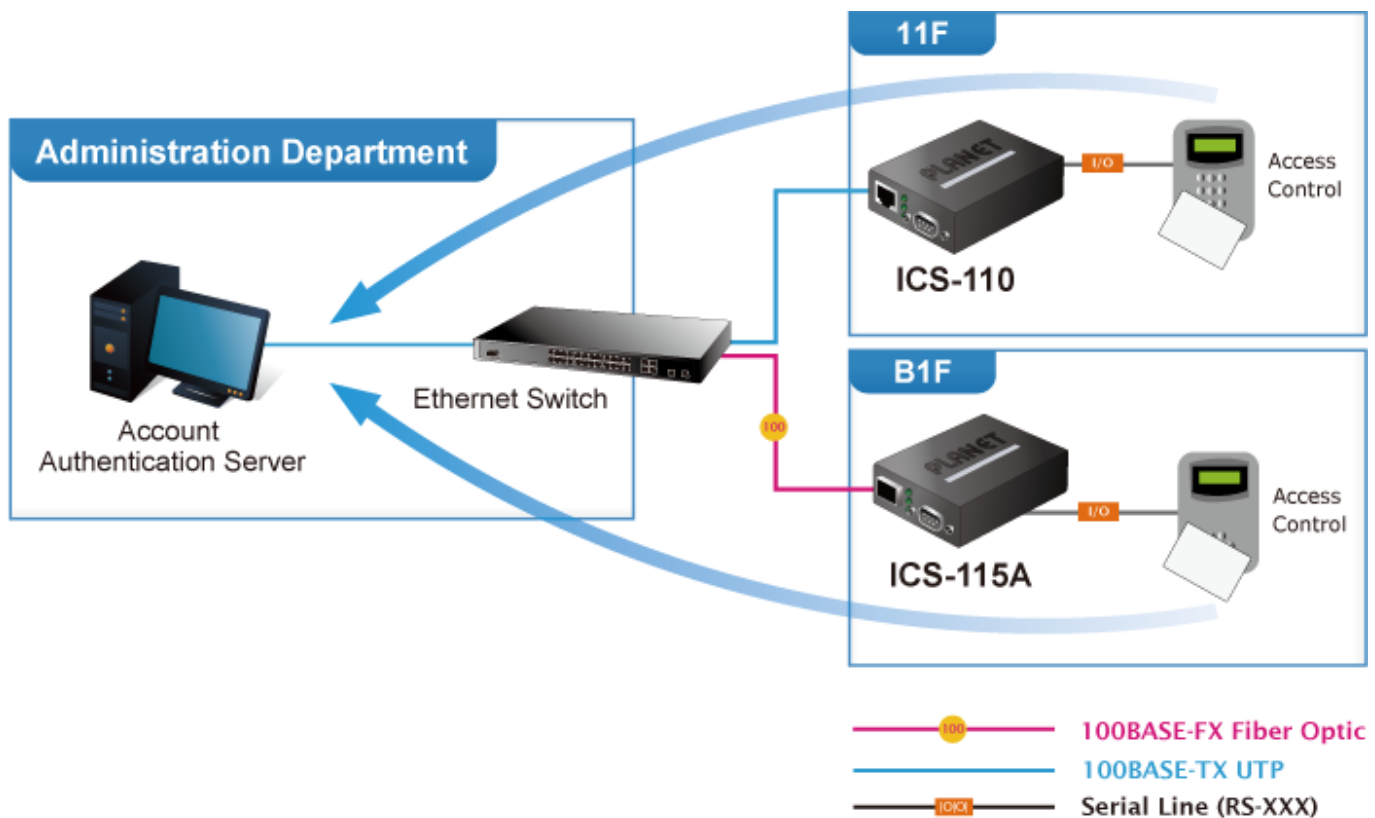 11F
Administration Department
PLANET
I/O
Access
Control
ICS-110
Ethernet Switch
Account
Authentication Server
B1F
100
PLANET
I/O
Access
Control
ICS-115A
100
100BASE-FX Fiber Optic
100BASE-TX UTP
IOIOI
Serial Line (RS-XXX)